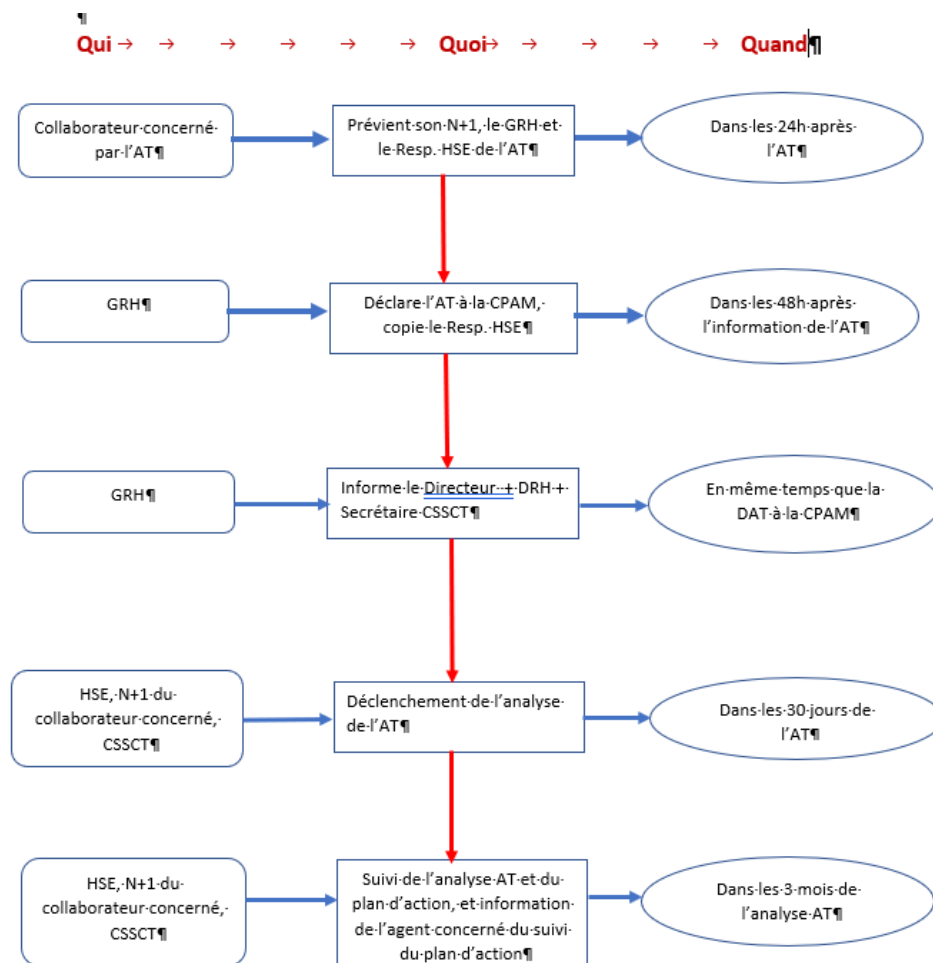 ¶
Qui → → → → → → Quoi → → → → → Quand¶
Collaborateur·concerné·
par·l’AT¶
Prévient·son·N+1,·le·GRH·et·
le·Resp.·HSE·de·l’AT¶
Dans·les·24h·après·
l’AT¶
GRH¶
Déclare·l’AT·à·la·CPAM,·
copie·le·Resp.·HSE¶
Dans·les·48h·après·
l’information·de·l’AT¶
GRH¶
Informe·le·Directeur··+·DRH·+·
Secrétaire·CSSCT¶
En·même·temps·que·la·
DAT·à·la·CPAM¶
HSE,·N+1·du·
collaborateur·concerné,·
CSSCT¶
Déclenchement·de·l’analyse·
de·l’AT¶
Dans·les·30·jours·de·
l’AT¶
HSE,·N+1·du·
collaborateur·concerné,·
CSSCT¶
Suivi·de·l’analyse·AT·et·du·
plan·d’action,·et·information·
de·l’agent·concerné·du·suivi·
du·plan·d’action¶
Dans·les·3·mois·de·
l’analyse·AT¶